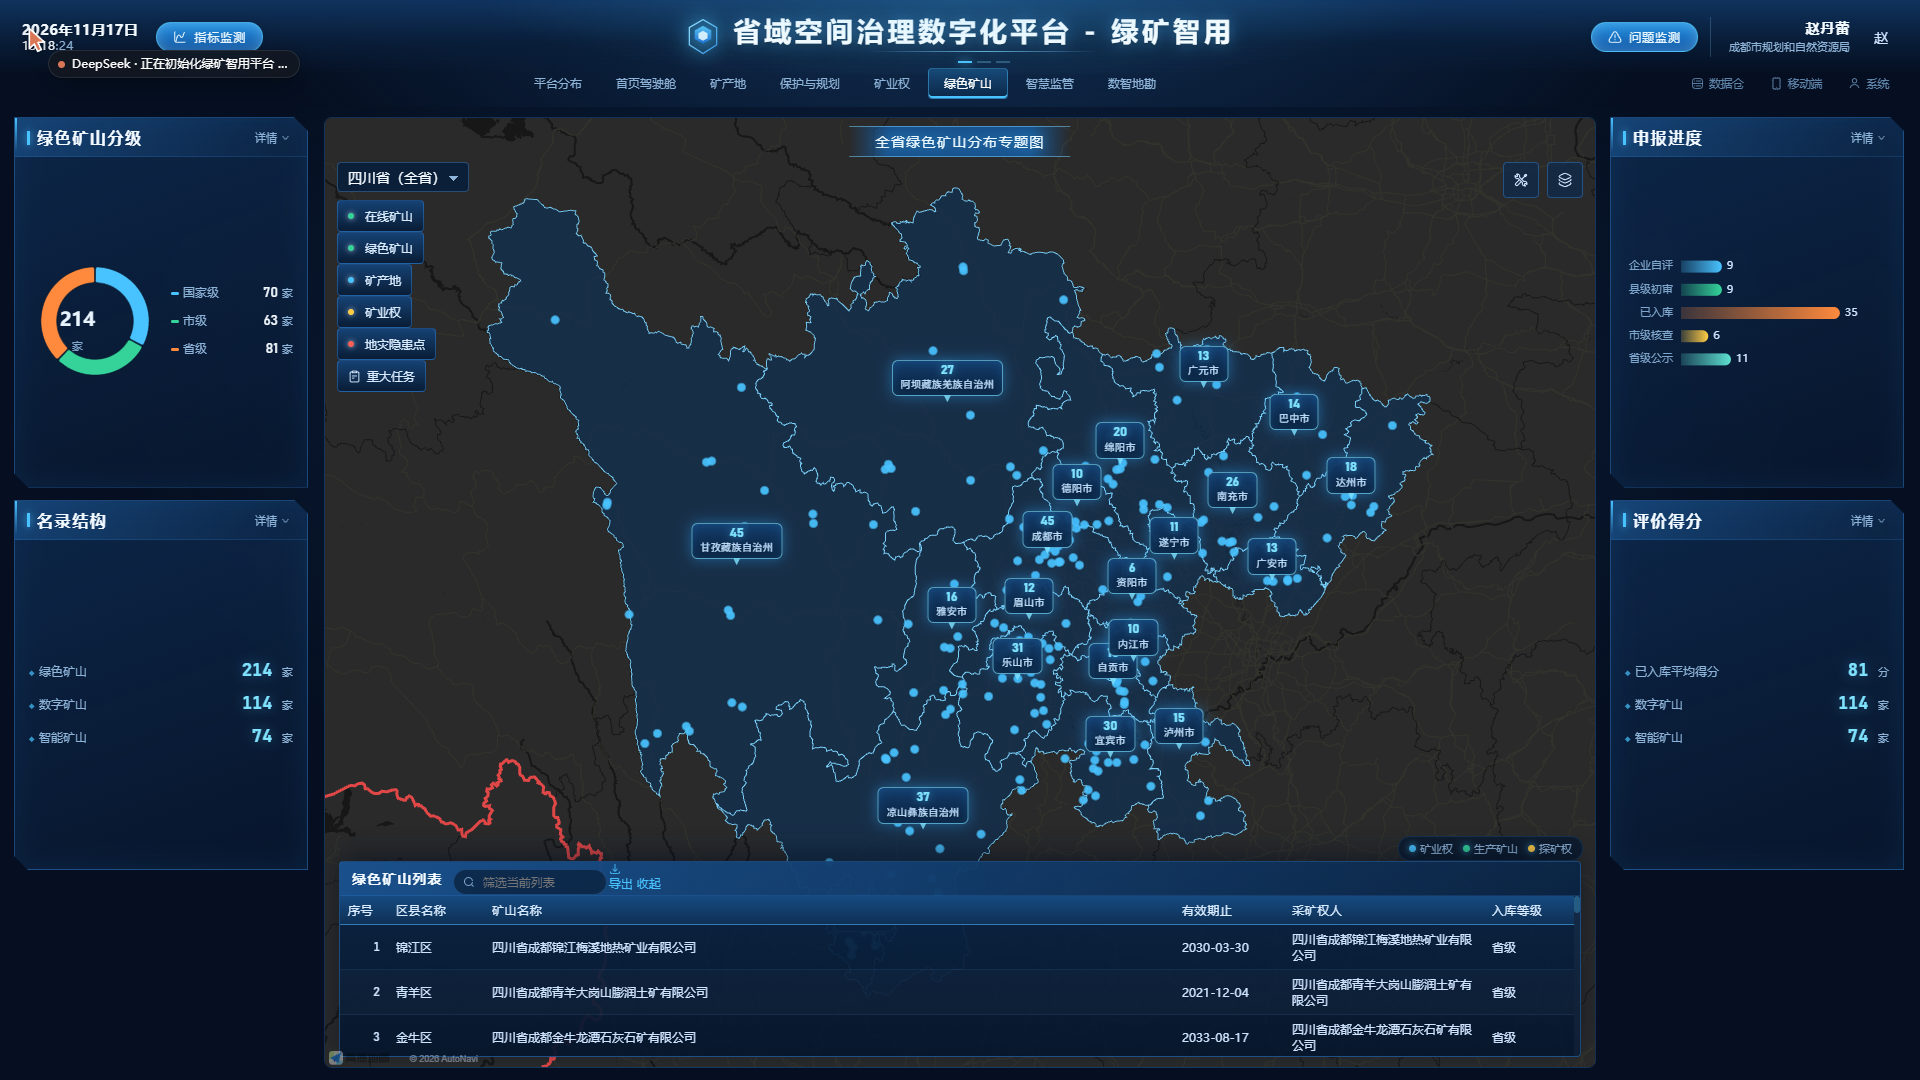 2026年11月17日
指标监测
DeepSeek · 正在初始化绿矿智用平台 ...
省域空间治理数字化平台 - 绿矿智用
问题监测
赵丹蕾
成都市规划和自然资源局
赵
平台分布
首页驾驶舱
矿产地
保护与规划
矿业权
绿色矿山
智慧监管
数智地勘
数据仓
移动端
系统
绿色矿山分级
详情
214
家
国家级 70 家
市级 63 家
省级 81 家
名录结构
详情
绿色矿山 214 家
数字矿山 114 家
智能矿山 74 家
全省绿色矿山分布专题图
四川省（全省）
在线矿山
绿色矿山
矿产地
矿业权
地灾隐患点
重大任务
27
阿坝藏族羌族自治州
13
广元市
14
巴中市
20
绵阳市
10
德阳市
18
达州市
26
南充市
45
成都市
11
遂宁市
45
甘孜藏族自治州
13
广安市
6
资阳市
12
眉山市
16
雅安市
10
内江市
31
乐山市
自贡市
15
泸州市
30
宜宾市
37
凉山彝族自治州
矿业权
生产矿山
探矿权
绿色矿山列表
筛选当前列表
导出 收起
序号 区县名称 矿山名称 有效期止 采矿权人 入库等级
1 锦江区 四川省成都锦江梅溪地热矿业有限公司 2030-03-30 四川省成都锦江梅溪地热矿业有限公司 省级
2 青羊区 四川省成都青羊大岗山膨润土矿有限公司 2021-12-04 四川省成都青羊大岗山膨润土矿有限公司 省级
3 金牛区 四川省成都金牛龙潭石灰石矿有限公司 2033-08-17 四川省成都金牛龙潭石灰石矿有限公司 省级
© 2026 AutoNavi
申报进度
详情
企业自评 9
县级初审 9
已入库 35
市级核查 6
省级公示 11
评价得分
详情
已入库平均得分 81 分
数字矿山 114 家
智能矿山 74 家